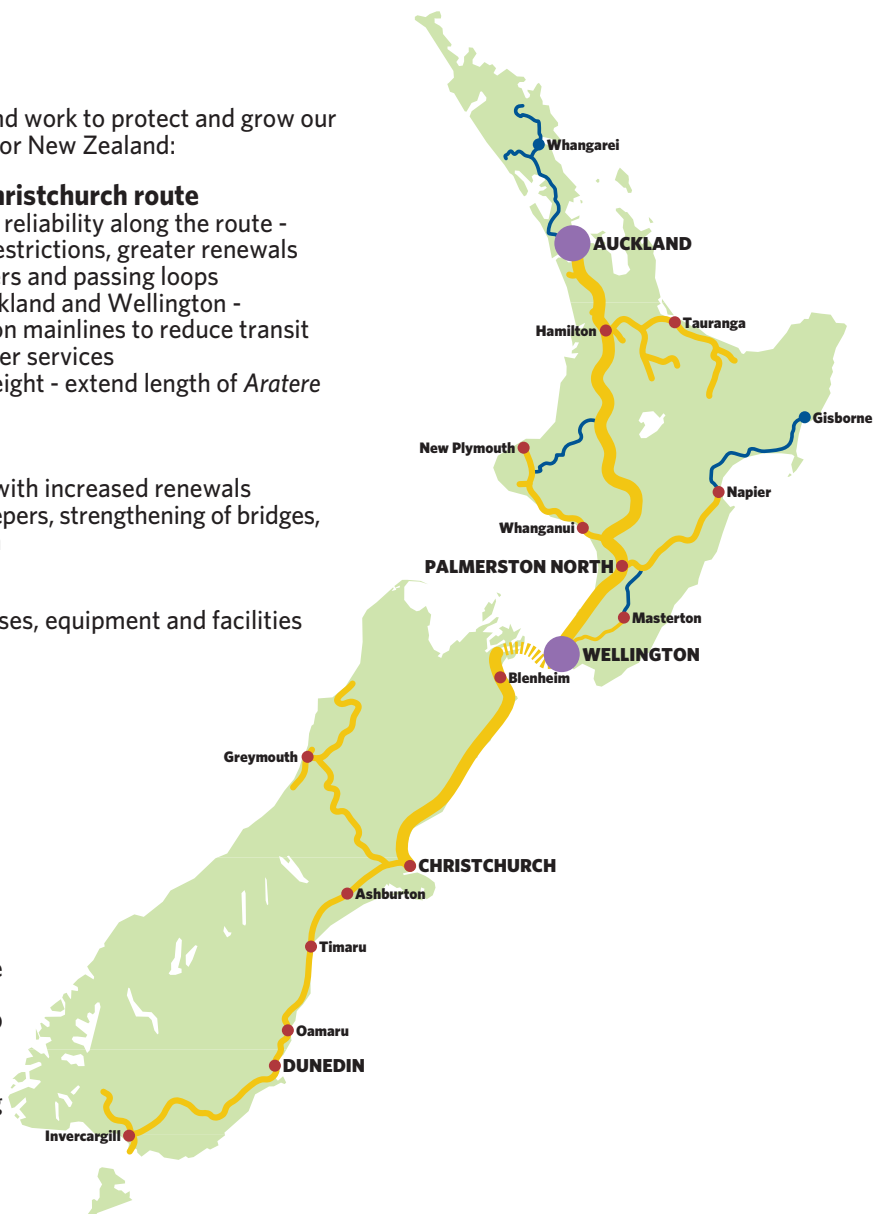 nd work to protect and grow our
or New Zealand:
hristchurch route
reliability along the route -
estrictions, greater renewals
ers and passing loops
kland and Wellington -
on mainlines to reduce transit
er services
eight - extend length of Aratere
with increased renewals
epers, strengthening of bridges,
ses, equipment and facilities
e
g
Whangarei
AUCKLAND
Hamilton
Tauranga
Gisborne
New Plymouth
Napier
Whanganui
PALMERSTON NORTH
Masterton
WELLINGTON
Blenheim
Greymouth
CHRISTCHURCH
Ashburton
Timaru
Oamaru
DUNEDIN
Invercargill